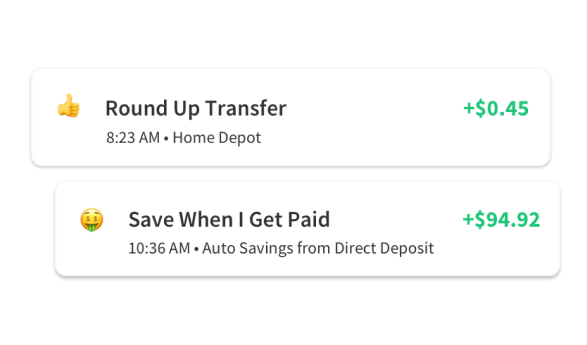 Round Up Transfer +$0.45
8:23 AM • Home Depot
Save When I Get Paid +$94.92
10:36 AM • Auto Savings from Direct Deposit